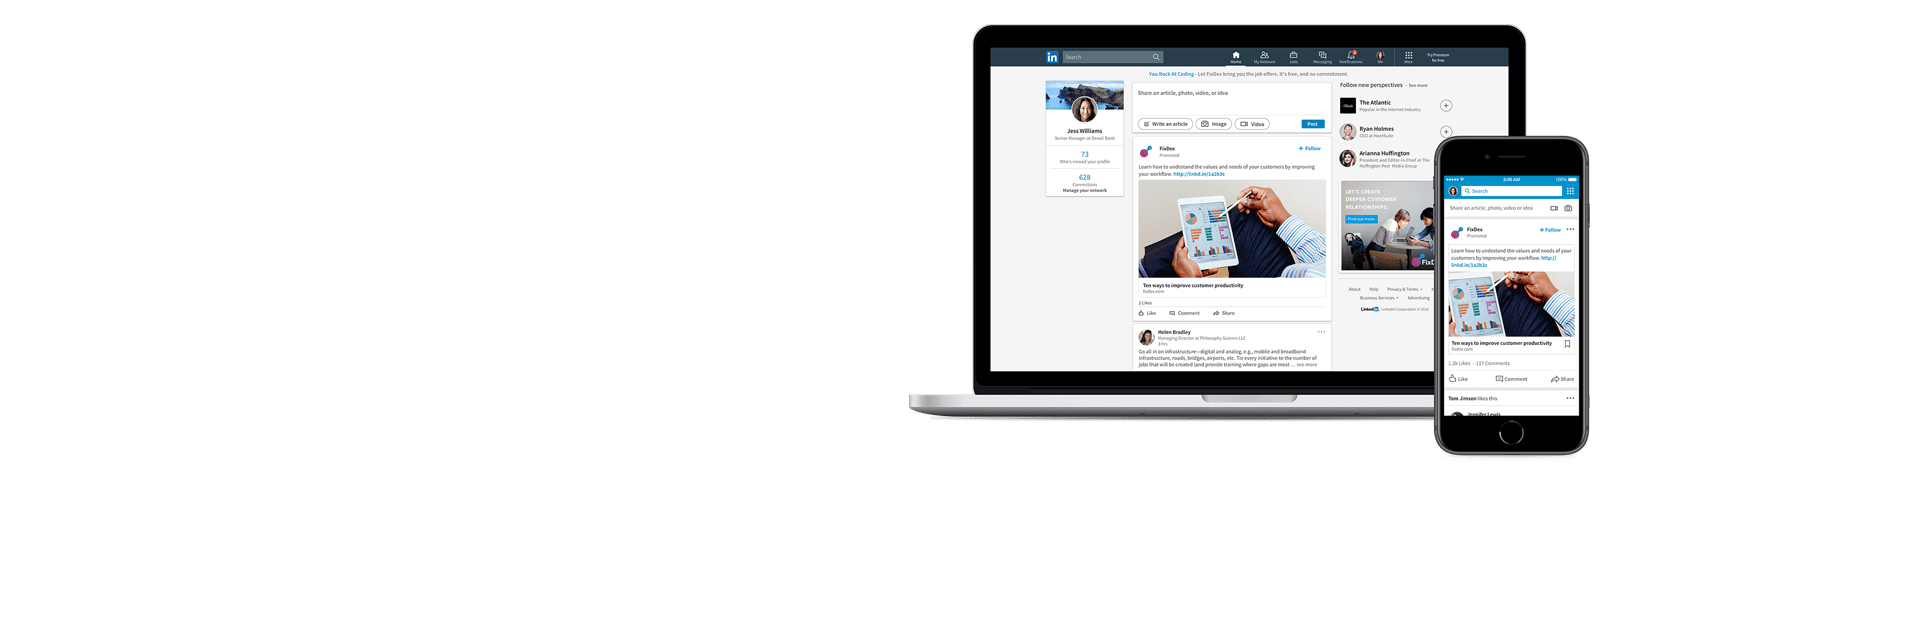 in
Search
Home
My Network
Jobs
Messaging
Notifications
Me
More
Try Premium
for free
You Rock At Coding - Let FixDex bring you the job offers. It's free, and no commitment.
Jess Williams
Senior Manager at Denali Bank
73
Who's viewed your profile
628
Connections
Manage your network
Share an article, photo, video, or idea
Write an article
Image
Video
Post
FixDex
Promoted
+ Follow
Learn how to undestand the values and needs of your customers by improving
your workflow. http://linkd.in/1a2b3c
Ten ways to improve customer productivity
fixdex.com
2 Likes
Like
Comment
Share
Helen Bradley
Managing Director at Philosophy Science LLC
3 hrs
Go all in on infrastructure—digital and analog, e.g., mobile and broadband
infrastructure, roads, bridges, airports, etc. Tie every initiative to the number of
jobs that will be created (and provide training where gaps are most ... see more
Follow new perspectives · See more
The Atlantic
Popular in the internet industry
Ryan Holmes
CEO at HootSuite
Arianna Huffington
President and Editor-in-Chief at The
Huffington Post Media Group
LET'S CREATE
DEEPER CUSTOMER
RELATIONSHIPS.
Find out more
About
Help
Privacy & Terms
Business Services
Advertising
Linked in LinkedIn Corporation © 2016
8:08 AM
100%
Search
Share an article, photo, video or idea
FixDex
Promoted
+ Follow
Learn how to undestand the values and needs of your
customers by improving your workflow. http://
linkd.in/1a2b3c
Ten ways to improve customer productivity
fixdex.com
1.2k Likes · 117 Comments
Like
Comment
Share
Tom Jimson likes this
Jennifer Lewis